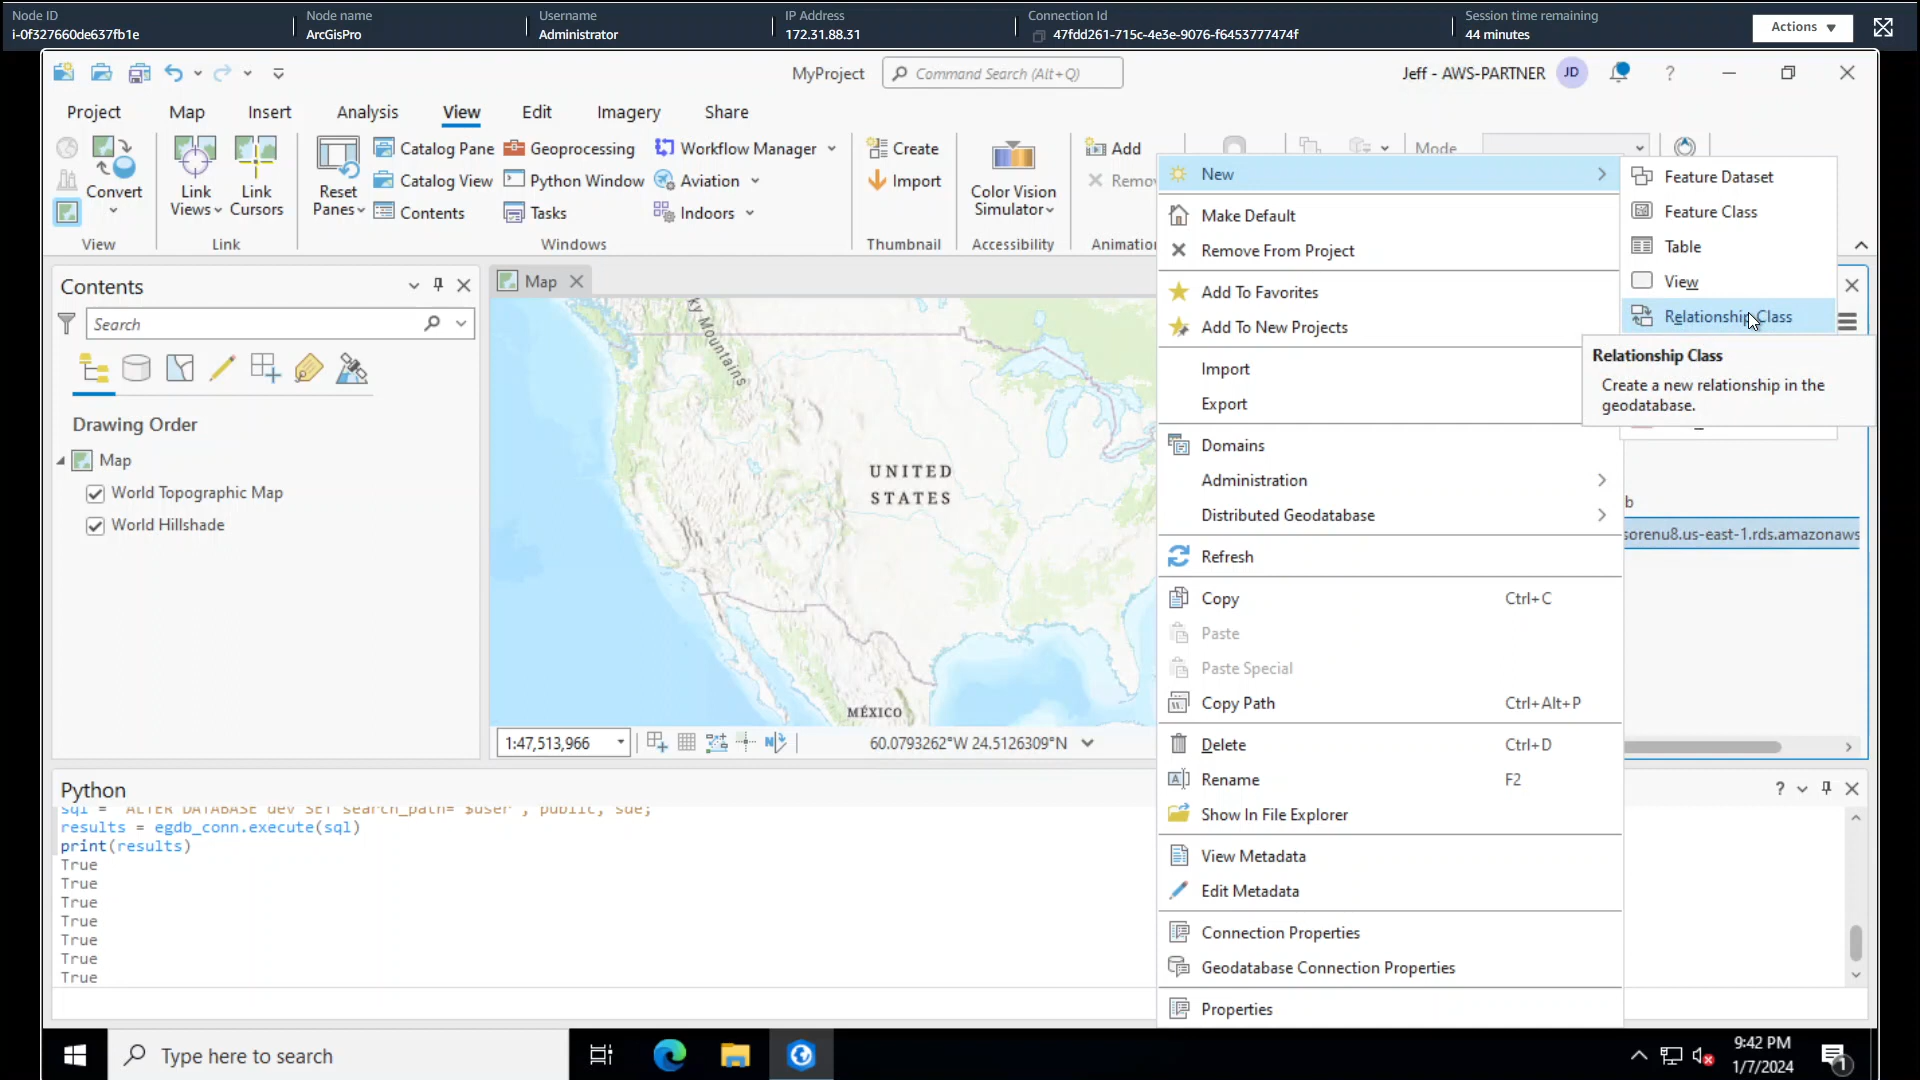 Node ID
i-0f327660de637fb1e
Node name
ArcGisPro
Username
Administrator
IP Address
172.31.88.31
Connection Id
47fdd261-715c-4e3e-9076-f6453777474f
Session time remaining
44 minutes
Actions
MyProject
Command Search (Alt+Q)
Jeff - AWS-PARTNER
JD
?
Project
Map
Insert
Analysis
View
Edit
Imagery
Share
Convert
View
Link Views
Link Cursors
Link
Reset Panes
Catalog Pane
Catalog View
Contents
Geoprocessing
Python Window
Tasks
Workflow Manager
Aviation
Indoors
Windows
Create
Import
Thumbnail
Color Vision Simulator
Accessibility
Add
Remo
Animatio
Mode
Contents
Search
Drawing Order
Map
World Topographic Map
World Hillshade
Map
ky Mountains
UNITED
STATES
MÉXICO
1:47,513,966
60.0793262°W 24.5126309°N
New
Make Default
Remove From Project
Add To Favorites
Add To New Projects
Import
Export
Domains
Administration
Distributed Geodatabase
Refresh
Copy Ctrl+C
Paste
Paste Special
Copy Path Ctrl+Alt+P
Delete Ctrl+D
Rename F2
Show In File Explorer
View Metadata
Edit Metadata
Connection Properties
Geodatabase Connection Properties
Properties
Feature Dataset
Feature Class
Table
View
Relationship Class
Relationship Class
Create a new relationship in the
geodatabase.
b
sorenu8.us-east-1.rds.amazonaws
Python
?
results = egdb_conn.execute(sql)
print(results)
True
True
True
True
True
True
True
Type here to search
9:42 PM
1/7/2024
1